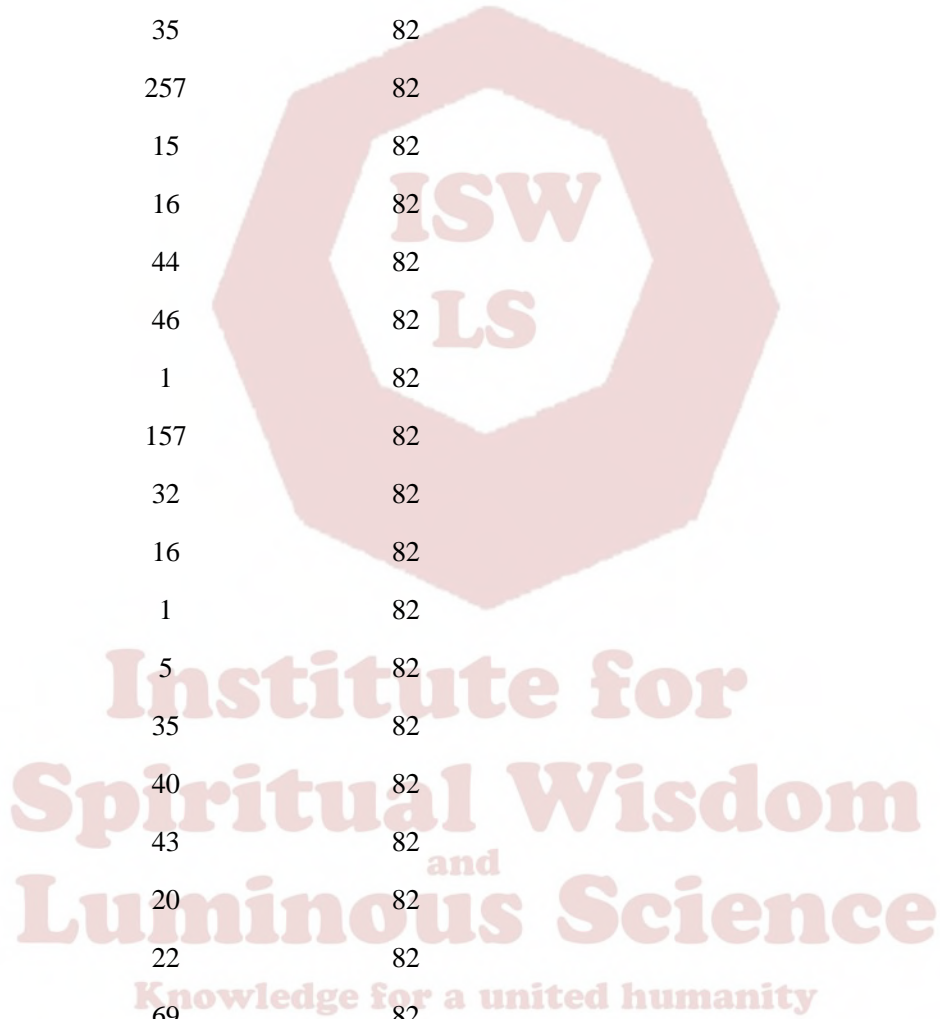 35 82
257 82
15 82
16 82
ISW
44 82
LS
46 82
1 82
157 82
32 82
16 82
1 82
5 82
Institute for
35 82
40 82
Spiritual Wisdom
43 82
and
20 82
Luminous Science
22 82
Knowledge for a united humanity
69 82